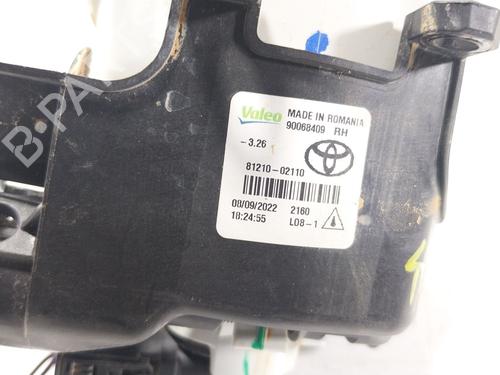 Valeo MADE IN ROMANIA
90068409 RH
-3.26
81210-02110
08/09/2022 2160
18:24:55 L08-1
B-PA